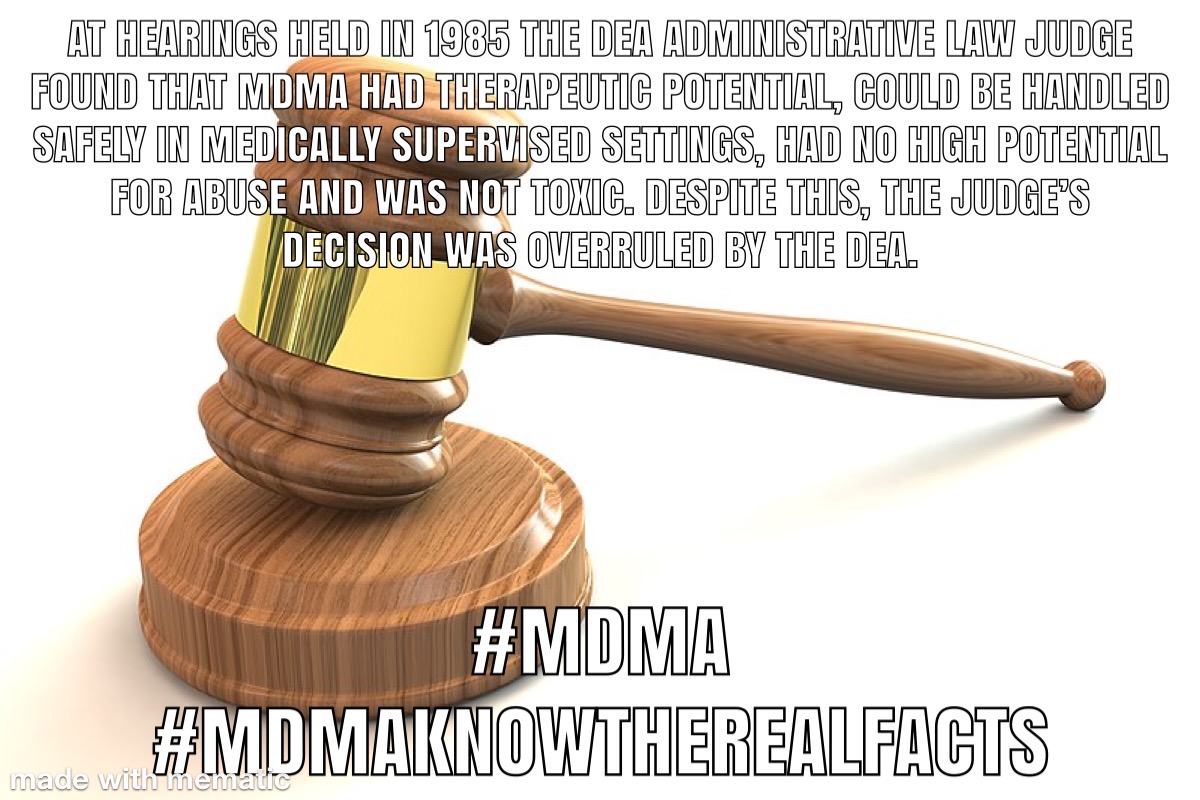 AT HEARINGS HELD IN 1985 THE DEA ADMINISTRATIVE LAW JUDGE
FOUND THAT MDMA HAD THERAPEUTIC POTENTIAL, COULD BE HANDLED
SAFELY IN MEDICALLY SUPERVISED SETTINGS, HAD NO HIGH POTENTIAL
FOR ABUSE AND WAS NOT TOXIC. DESPITE THIS, THE JUDGE’S
DECISION WAS OVERRULED BY THE DEA.
#MDMA
#MDMAKNOWTHEREALFACTS
made with mematic